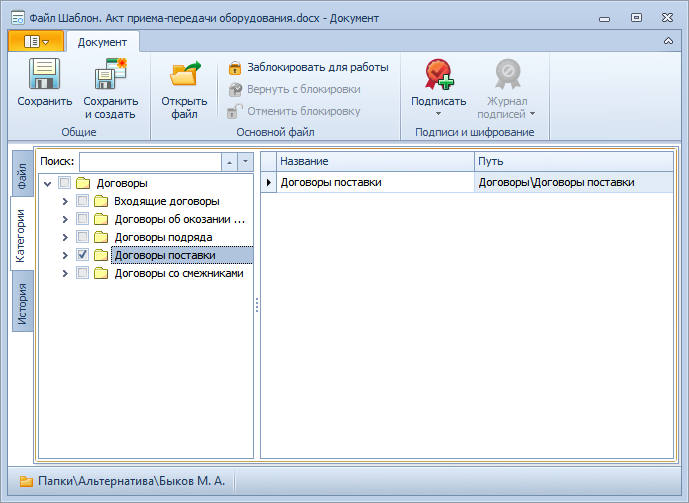 Файл Шаблон. Акт приема-передачи оборудования.docx - Документ
Документ
Сохранить
Сохранить
и создать
Общие
Открыть
файл
Заблокировать для работы
Вернуть с блокировки
Отменить блокировку
Основной файл
Подписать
Журнал
подписей
Подписи и шифрование
Файл
Категории
История
Поиск:
Договоры
Входящие договоры
Договоры об окозании ...
Договоры подряда
Договоры поставки
Договоры со смежниками
Название
Путь
Договоры поставки
Договоры\Договоры поставки
Папки\Альтернатива\Быков М. А.